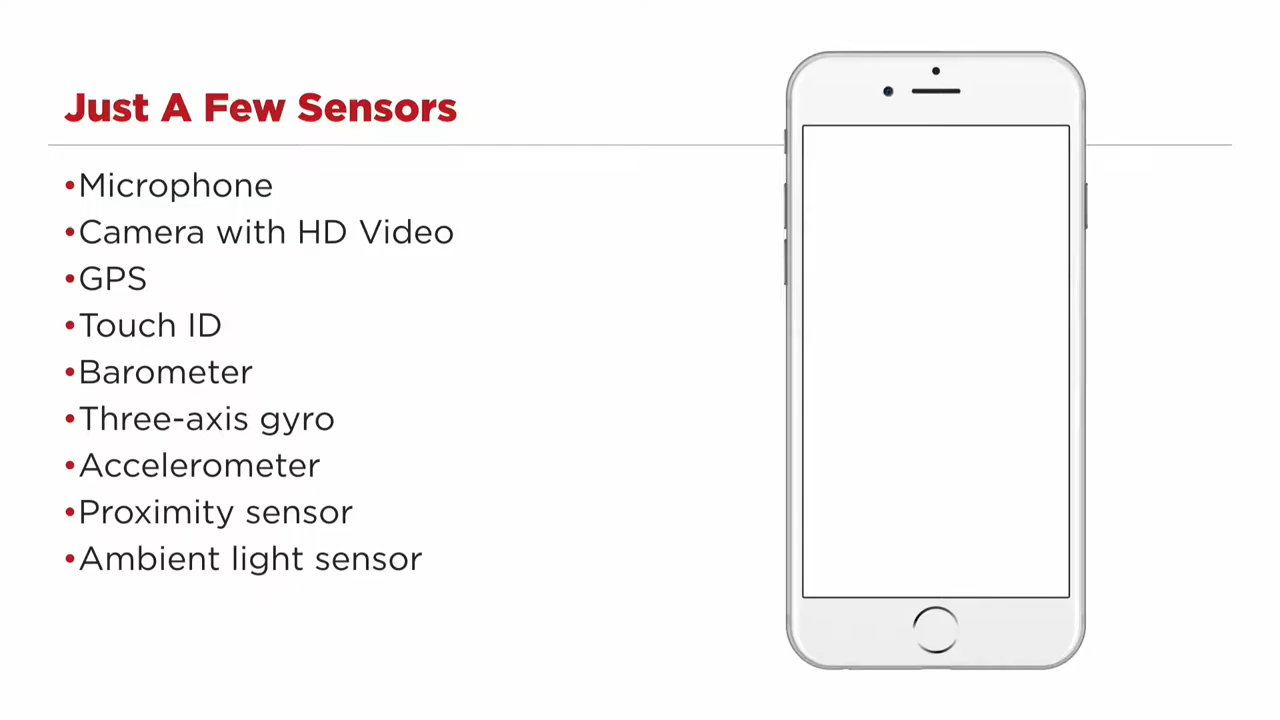 Just A Few Sensors
•Microphone
•Camera with HD Video
•GPS
•Touch ID
•Barometer
•Three-axis gyro
•Accelerometer
•Proximity sensor
•Ambient light sensor